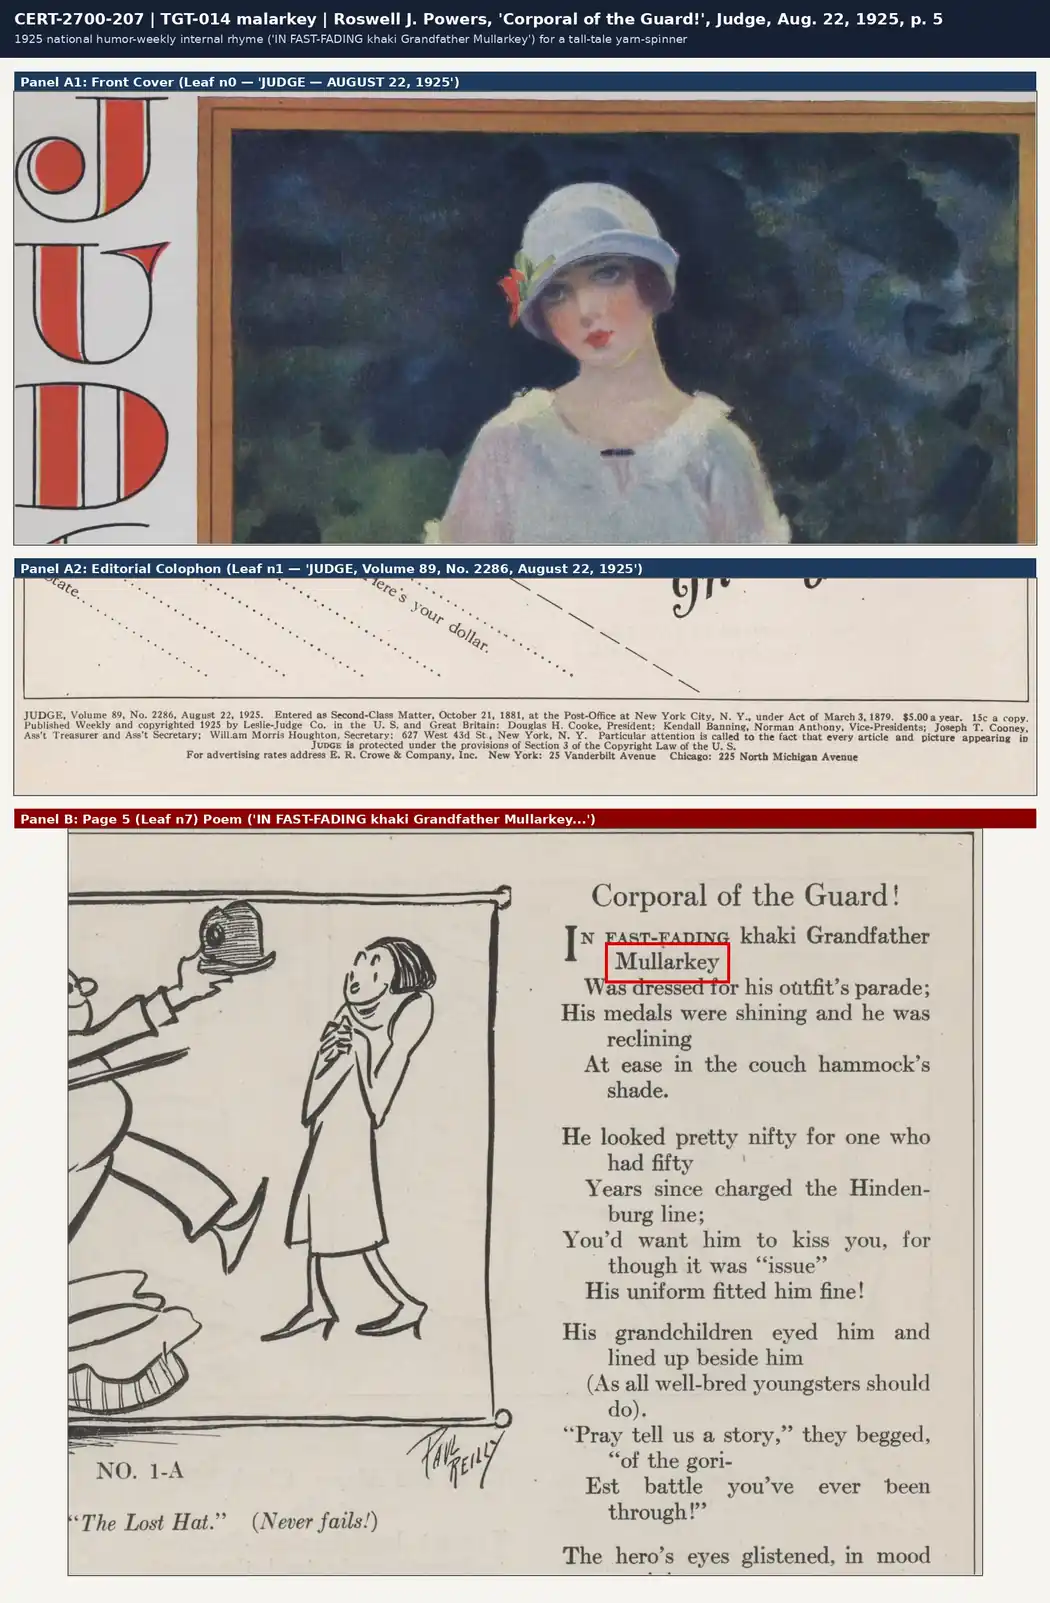 CERT-2700-207 | TGT-014 malarkey | Roswell J. Powers, 'Corporal of the Guard!', Judge, Aug. 22, 1925, p. 5
1925 national humor-weekly internal rhyme ('IN FAST-FADING khaki Grandfather Mullarkey') for a tall-tale yarn-spinner
Panel A1: Front Cover (Leaf n0 — 'JUDGE — AUGUST 22, 1925')
J
U
D
Panel A2: Editorial Colophon (Leaf n1 — 'JUDGE, Volume 89, No. 2286, August 22, 1925')
Here's your dollar.
JUDGE, Volume 89, No. 2286, August 22, 1925. Entered as Second-Class Matter, October 21, 1881, at the Post-Office at New York City, N. Y., under Act of March 3, 1879. $5.00 a year. 15c a copy.
Published Weekly and copyrighted 1925 by Leslie-Judge Co. in the U. S. and Great Britain: Douglas H. Cooke, President; Kendall Banning, Norman Anthony, Vice-Presidents; Joseph T. Cooney,
Ass't Treasurer and Ass't Secretary; Will.am Morris Houghton, Secretary: 627 West 43d St., New York, N. Y. Particular attention is called to the fact that every article and picture appearing in
JUDGE is protected under the provisions of Section 3 of the Copyright Law of the U. S.
For advertising rates address E. R. Crowe & Company, Inc. New York: 25 Vanderbilt Avenue Chicago: 225 North Michigan Avenue
Panel B: Page 5 (Leaf n7) Poem ('IN FAST-FADING khaki Grandfather Mullarkey...')
PAUL REILLY
NO. 1-A
"The Lost Hat." (Never fails!)
Corporal of the Guard!
IN FAST-FADING khaki Grandfather
Mullarkey
Was dressed for his outfit's parade;
His medals were shining and he was
reclining
At ease in the couch hammock's
shade.
He looked pretty nifty for one who
had fifty
Years since charged the Hinden-
burg line;
You'd want him to kiss you, for
though it was "issue"
His uniform fitted him fine!
His grandchildren eyed him and
lined up beside him
(As all well-bred youngsters should
do).
"Pray tell us a story," they begged,
"of the gori-
Est battle you've ever been
through!"
The hero's eyes glistened, in mood